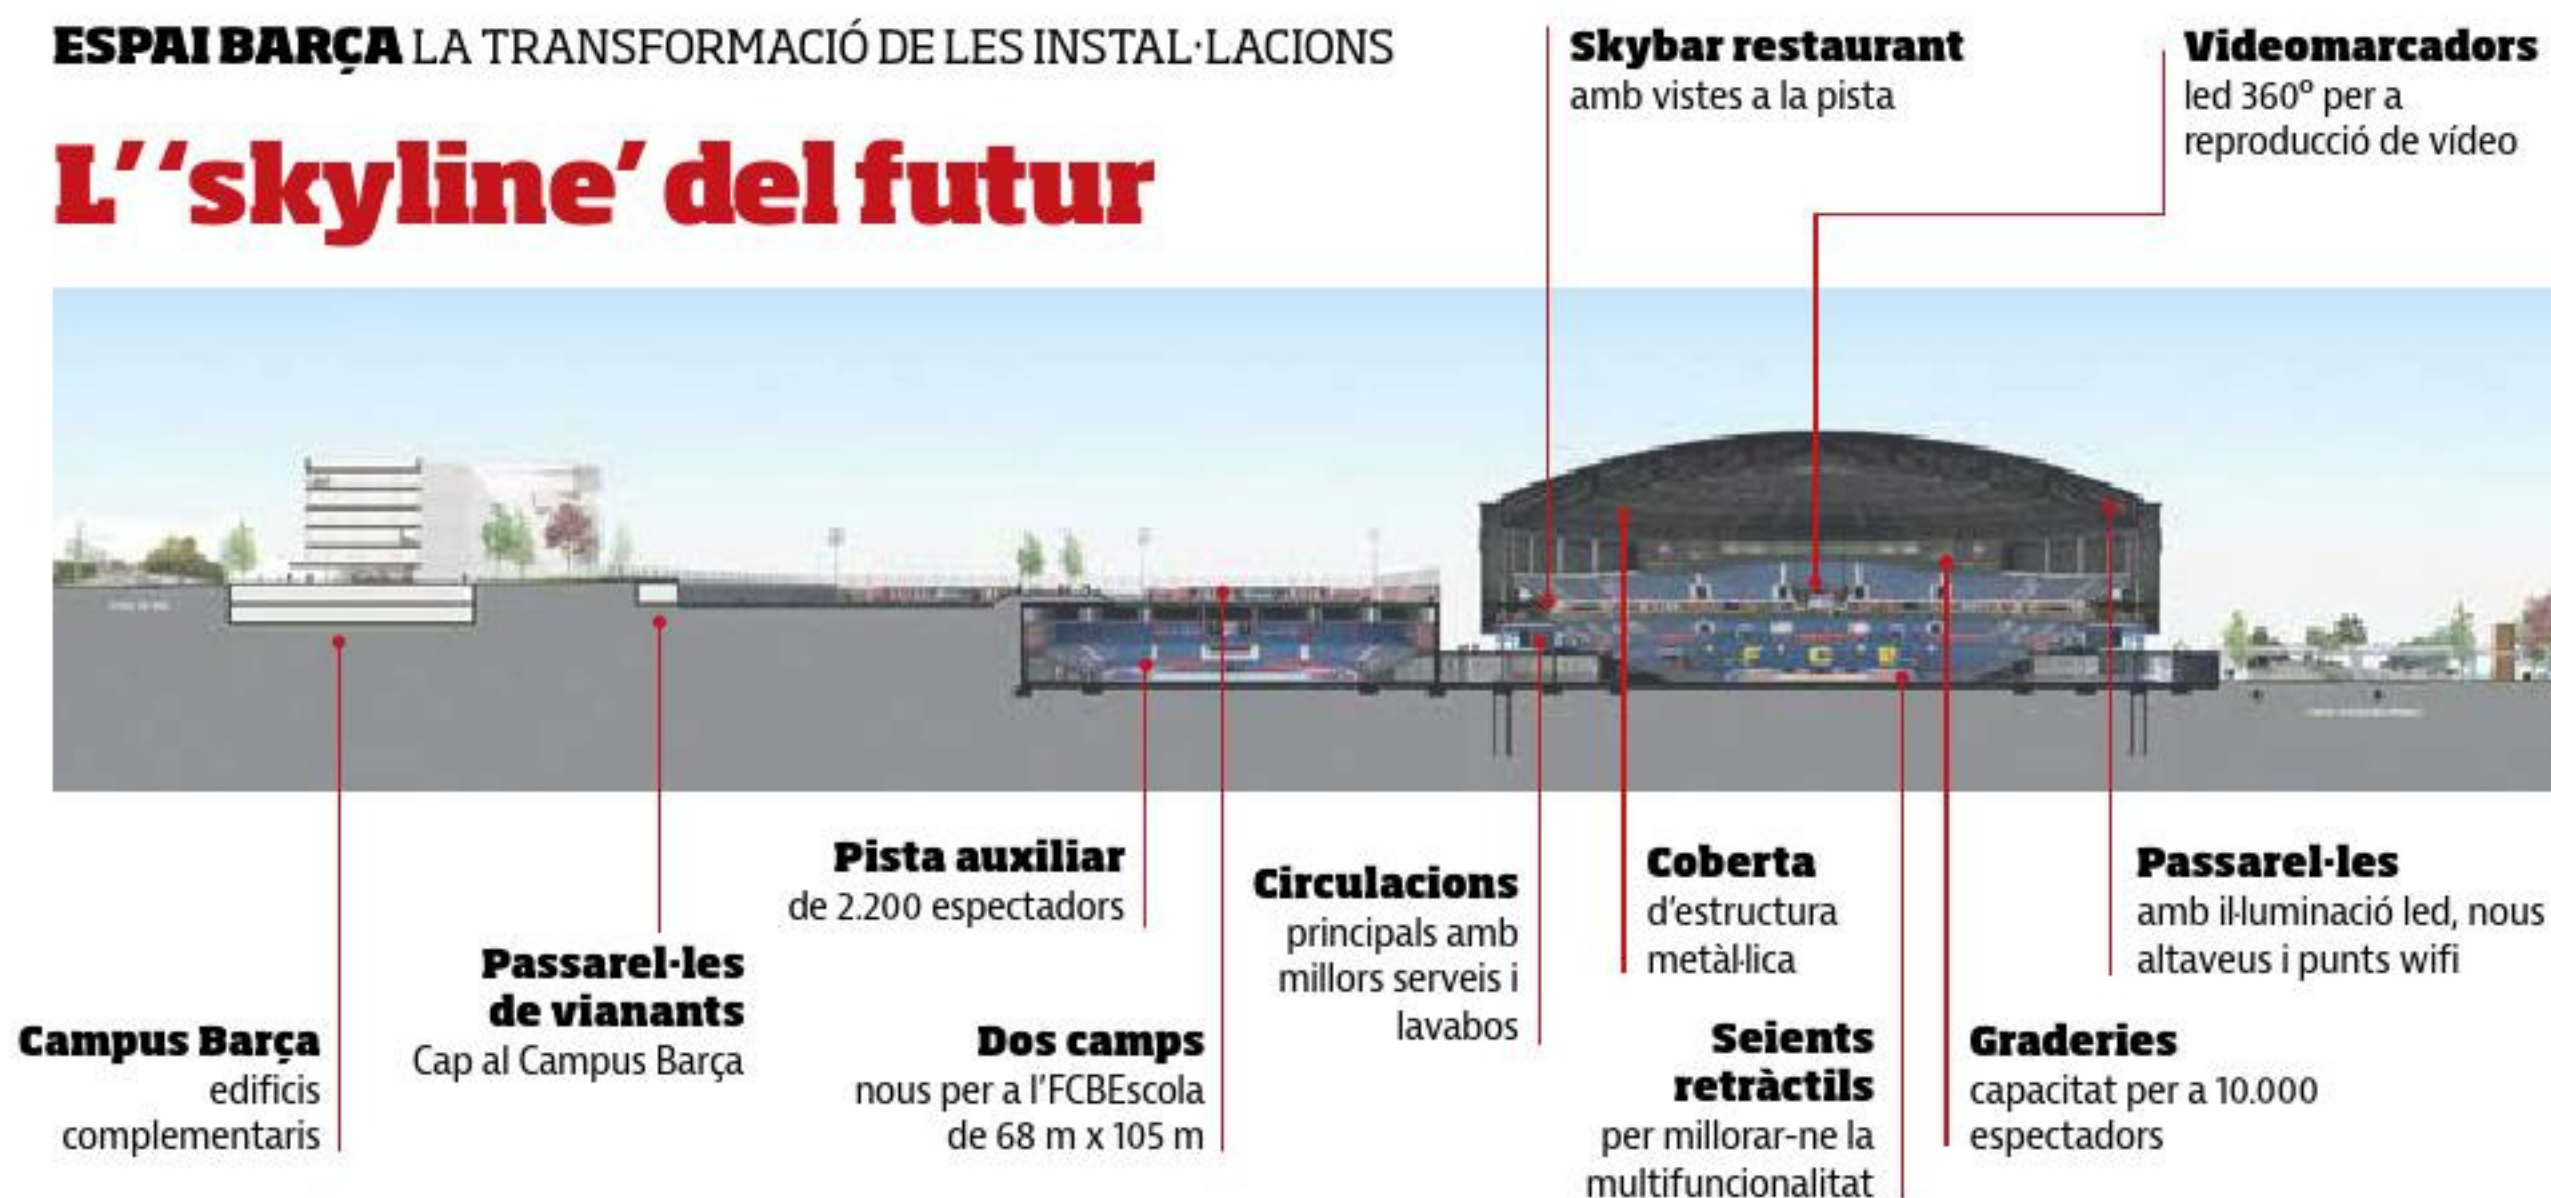 ESPAI BARÇA LA TRANSFORMACIÓ DE LES INSTAL·LACIONS
L' 'skyline' del futur
Skybar restaurant
amb vistes a la pista
Videomarcadors
led 360º per a
reproducció de vídeo
F C B
Campus Barça
edificis
complementaris
Passarel·les
de vianants
Cap al Campus Barça
Pista auxiliar
de 2.200 espectadors
Dos camps
nous per a l'FCBEscola
de 68 m x 105 m
Circulacions
principals amb
millors serveis i
lavabos
Coberta
d'estructura
metàl·lica
Seients
retràctils
per millorar-ne la
multifuncionalitat
Graderies
capacitat per a 10.000
espectadors
Passarel·les
amb il·luminació led, nous
altaveus i punts wifi